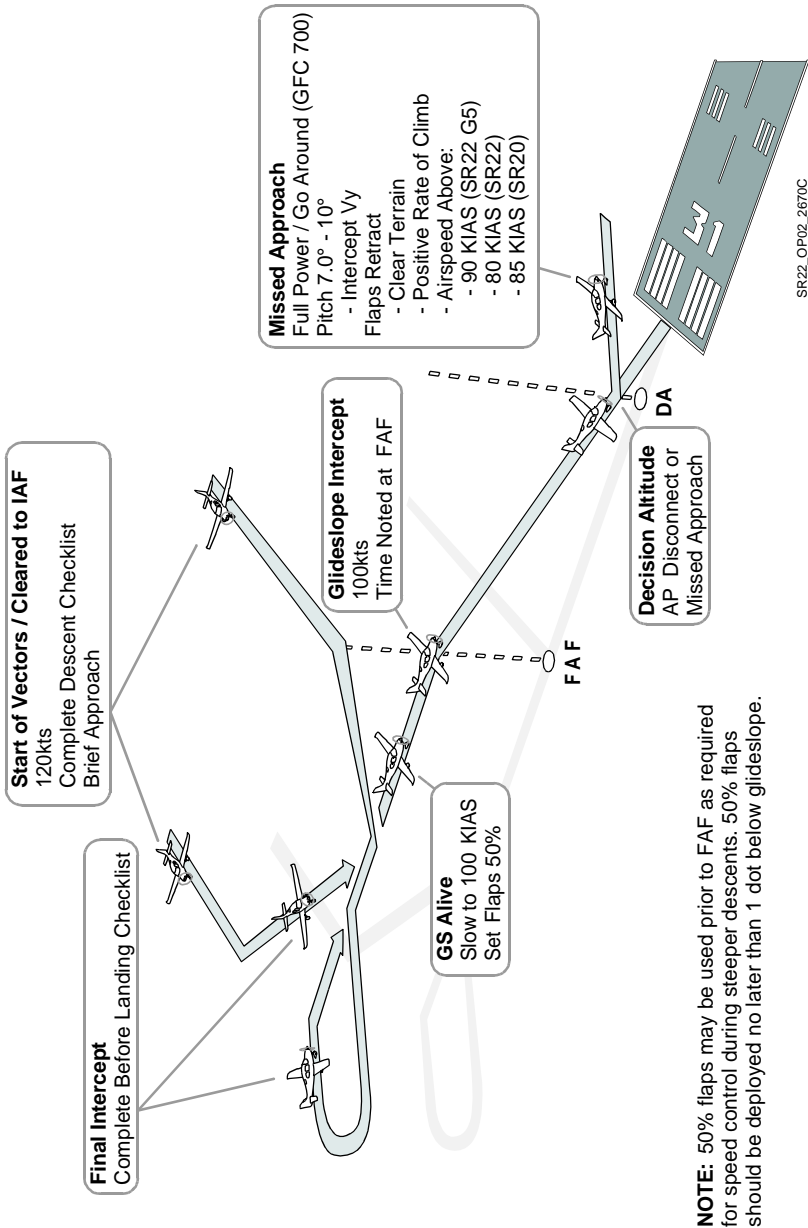 Start of Vectors / Cleared to IAF
120kts
Complete Descent Checklist
Brief Approach
Final Intercept
Complete Before Landing Checklist
GS Alive
Slow to 100 KIAS
Set Flaps 50%
Glideslope Intercept
100kts
Time Noted at FAF
FAF
Decision Altitude
AP Disconnect or
Missed Approach
DA
Missed Approach
Full Power / Go Around (GFC 700)
Pitch 7.0° - 10°
- Intercept Vy
Flaps Retract
- Clear Terrain
- Positive Rate of Climb
- Airspeed Above:
- 90 KIAS (SR22 G5)
- 80 KIAS (SR22)
- 85 KIAS (SR20)
31
NOTE: 50% flaps may be used prior to FAF as required
for speed control during steeper descents. 50% flaps
should be deployed no later than 1 dot below glideslope.
SR22_OP02_2670C